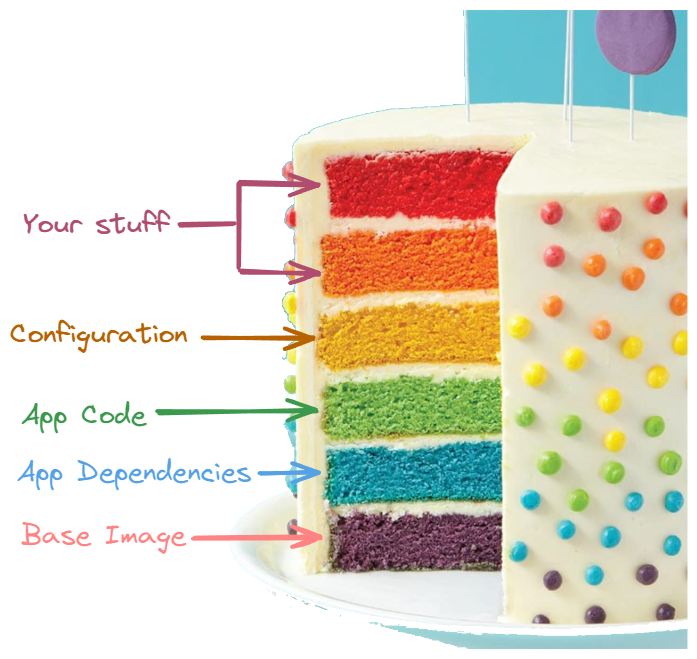 Your stuff
Configuration
App Code
App Dependencies
Base Image